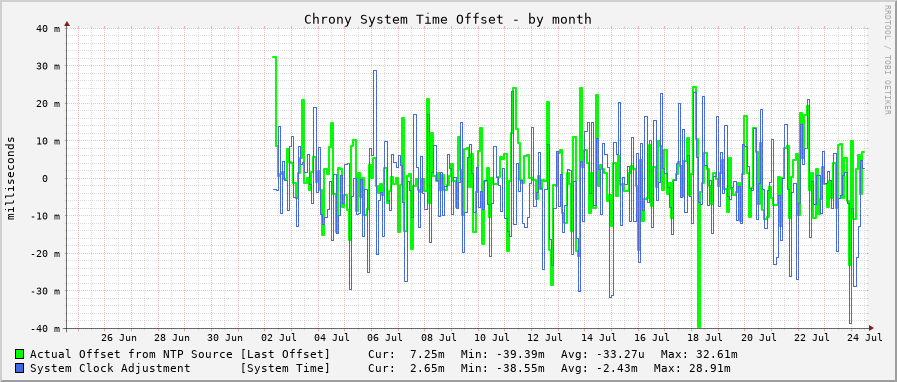 Chrony System Time Offset - by month
RRDTOOL / TOBI OETIKER
milliseconds
40 m
30 m
20 m
10 m
0
-10 m
-20 m
-30 m
-40 m
26 Jun 28 Jun 30 Jun 02 Jul 04 Jul 06 Jul 08 Jul 10 Jul 12 Jul 14 Jul 16 Jul 18 Jul 20 Jul 22 Jul 24 Jul
Actual Offset from NTP Source [Last Offset] Cur: 7.25m Min: -39.39m Avg: -33.27u Max: 32.61m
System Clock Adjustment [System Time] Cur: 2.65m Min: -38.55m Avg: -2.43m Max: 28.91m